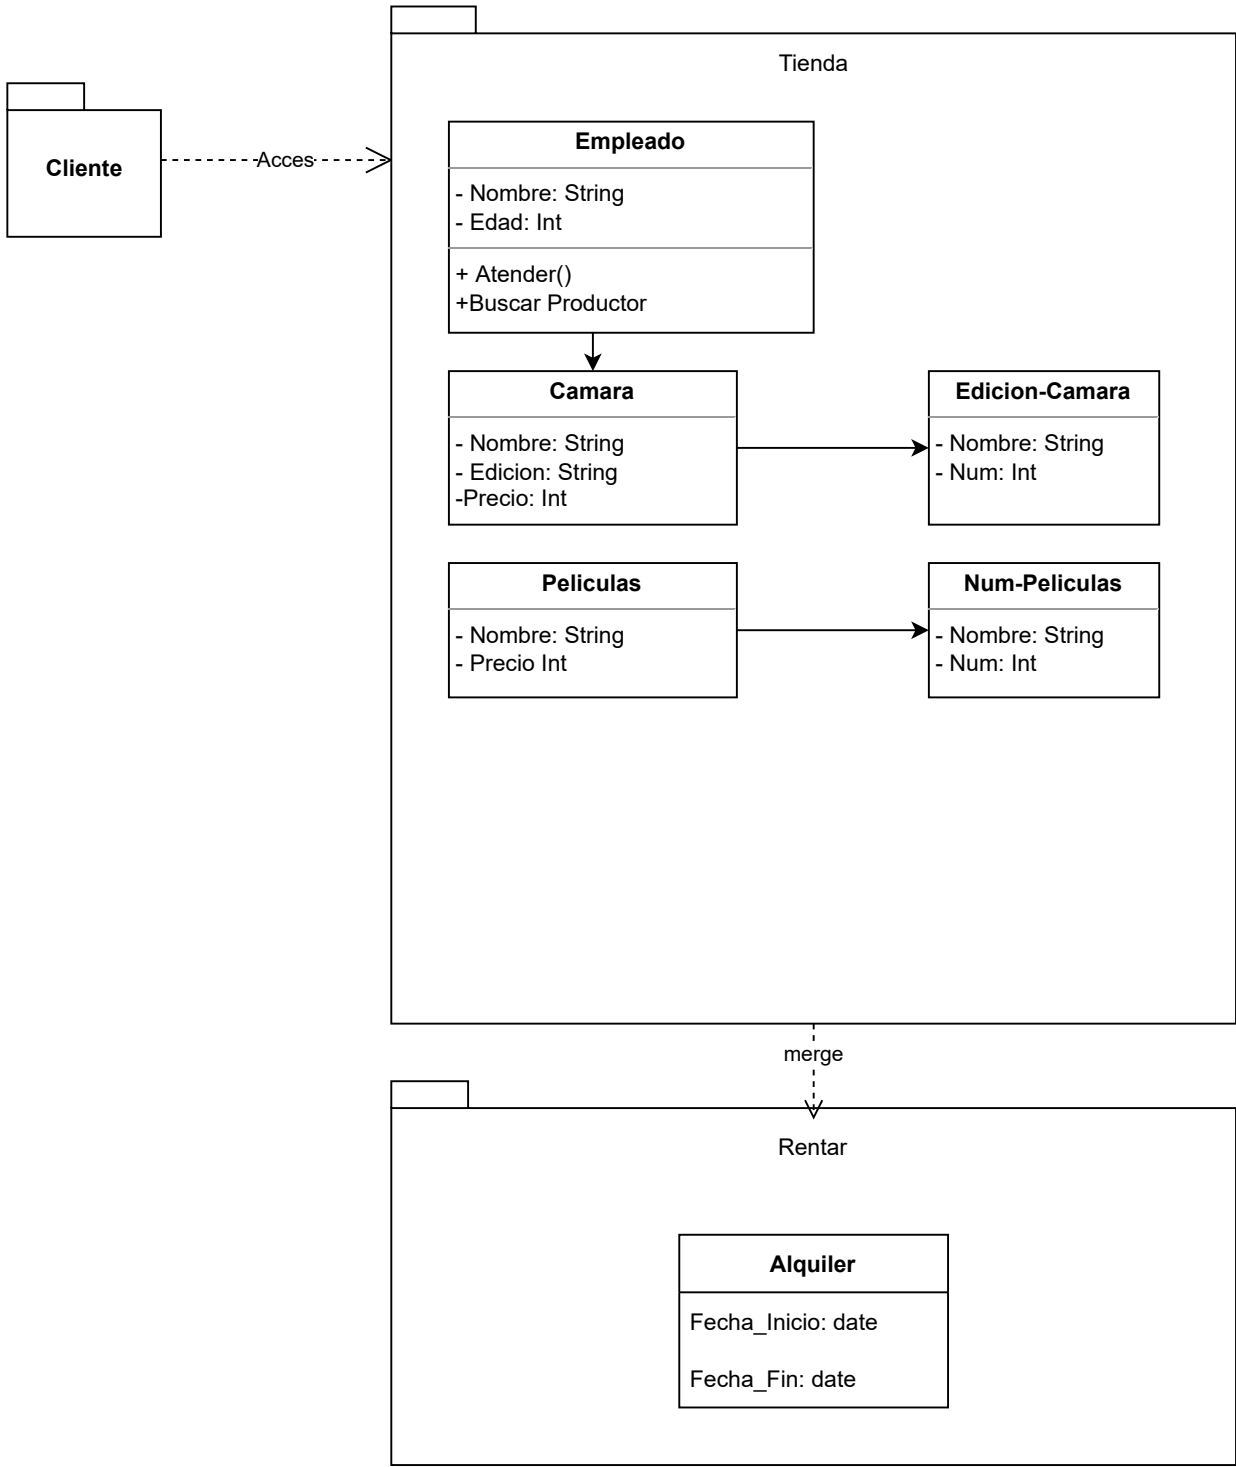 Tienda
Cliente
Acces
Empleado
- Nombre: String
- Edad: Int
+ Atender()
+Buscar Productor
Camara
- Nombre: String
- Edicion: String
-Precio: Int
Edicion-Camara
- Nombre: String
- Num: Int
Peliculas
- Nombre: String
- Precio Int
Num-Peliculas
- Nombre: String
- Num: Int
merge
Rentar
Alquiler
Fecha_Inicio: date
Fecha_Fin: date